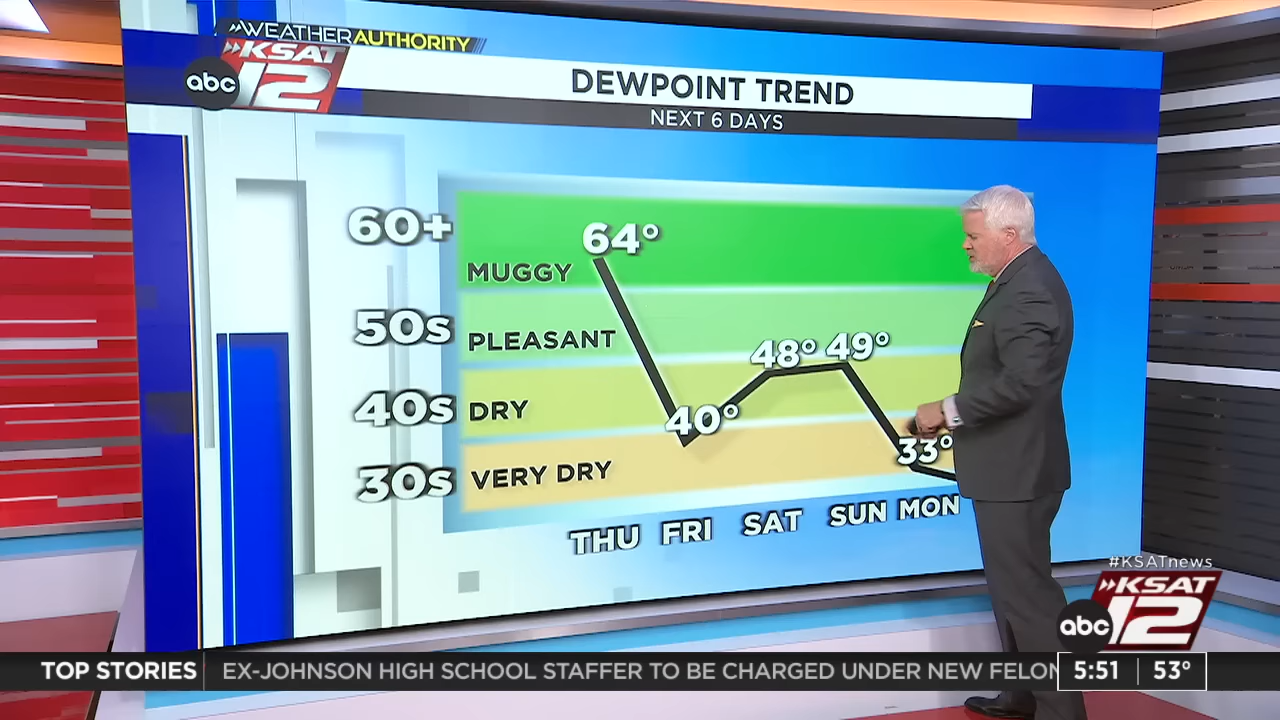 WEATHERAUTHORITY
KSAT
abc 12
DEWPOINT TREND
NEXT 6 DAYS
60+
64°
MUGGY
50s
PLEASANT
48° 49°
40s
DRY
40°
33°
30s
VERY DRY
THU FRI SAT SUN MON
#KSATnews
KSAT
abc 12
TOP STORIES
EX-JOHNSON HIGH SCHOOL STAFFER TO BE CHARGED UNDER NEW FELON
5:51 53°